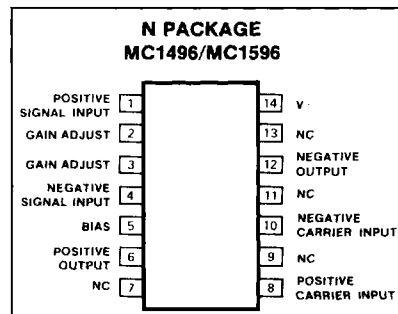 N PACKAGE
MC1496/MC1596
POSITIVE
SIGNAL INPUT
1
GAIN ADJUST
2
GAIN ADJUST
3
NEGATIVE
SIGNAL INPUT
4
BIAS
5
POSITIVE
OUTPUT
6
NC
7
14
V-
13
NC
12
NEGATIVE
OUTPUT
11
NC
10
NEGATIVE
CARRIER INPUT
9
NC
8
POSITIVE
CARRIER INPUT